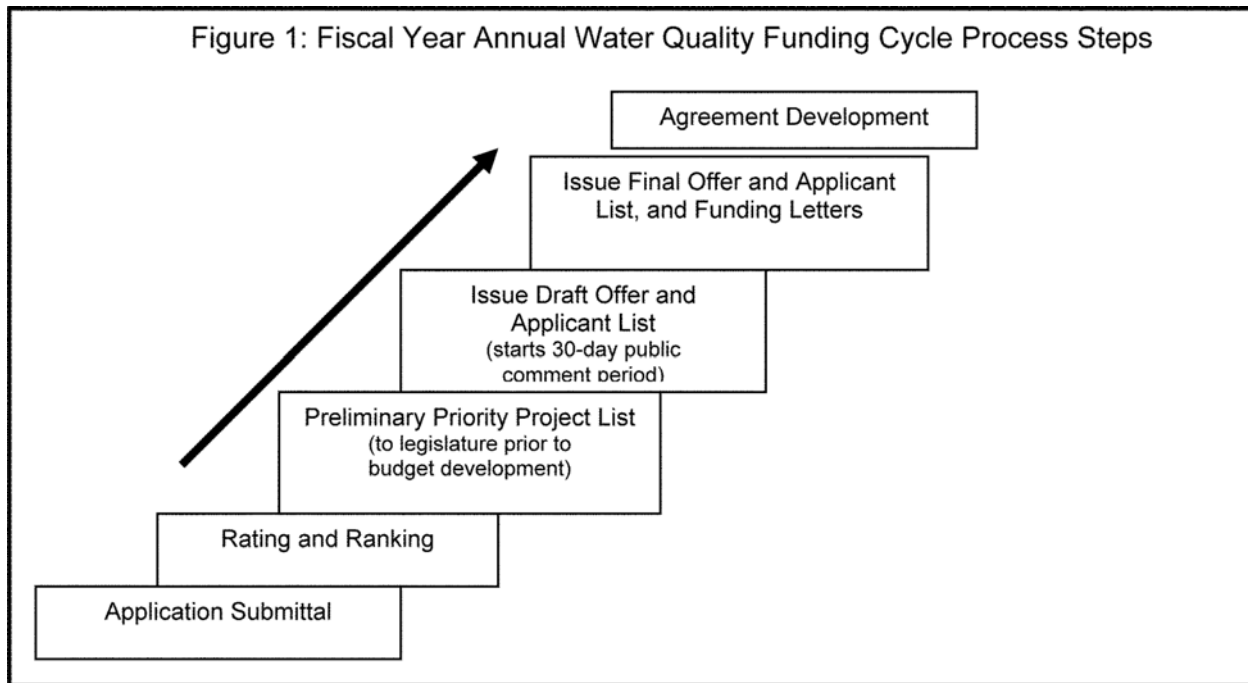 Figure 1: Fiscal Year Annual Water Quality Funding Cycle Process Steps
Agreement Development
Issue Final Offer and Applicant
List, and Funding Letters
Issue Draft Offer and
Applicant List
(starts 30-day public
comment period)
Preliminary Priority Project List
(to legislature prior to
budget development)
Rating and Ranking
Application Submittal